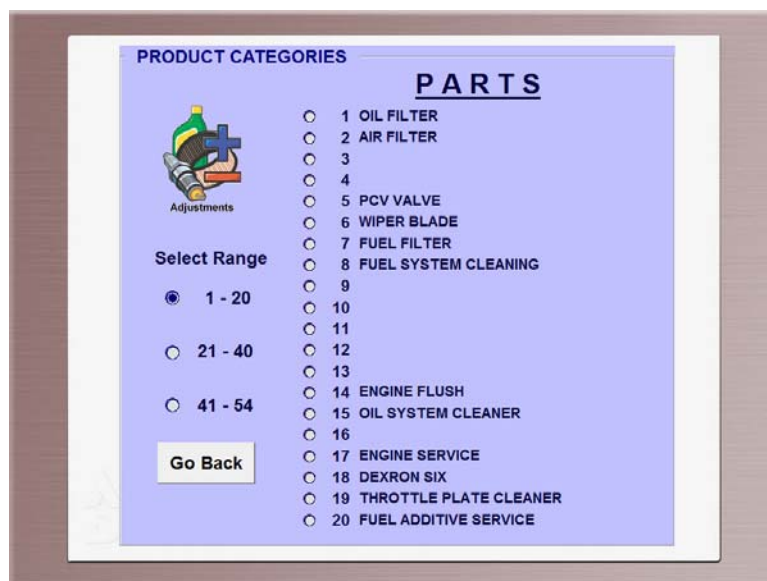 PRODUCT CATEGORIES
PARTS
Adjustments
Select Range
1 - 20
21 - 40
41 - 54
Go Back
1 OIL FILTER
2 AIR FILTER
3
4
5 PCV VALVE
6 WIPER BLADE
7 FUEL FILTER
8 FUEL SYSTEM CLEANING
9
10
11
12
13
14 ENGINE FLUSH
15 OIL SYSTEM CLEANER
16
17 ENGINE SERVICE
18 DEXRON SIX
19 THROTTLE PLATE CLEANER
20 FUEL ADDITIVE SERVICE